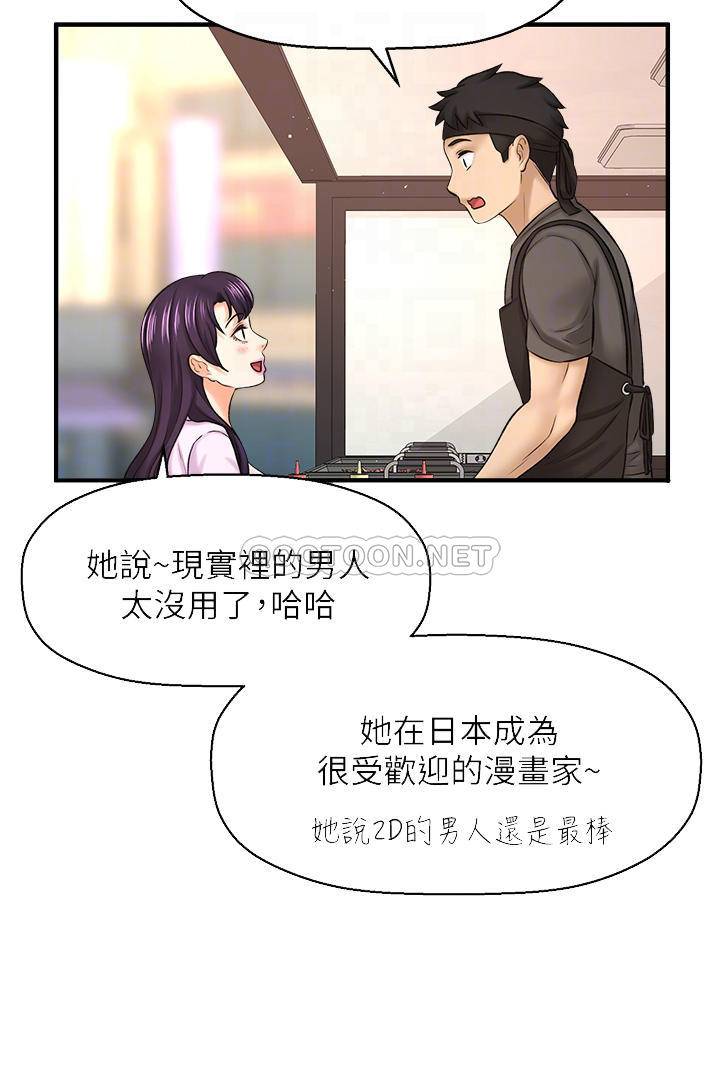 她說~現實裡的男人
太沒用了，哈哈
她在日本成為
很受歡迎的漫畫家~
她說2D的男人還是最棒